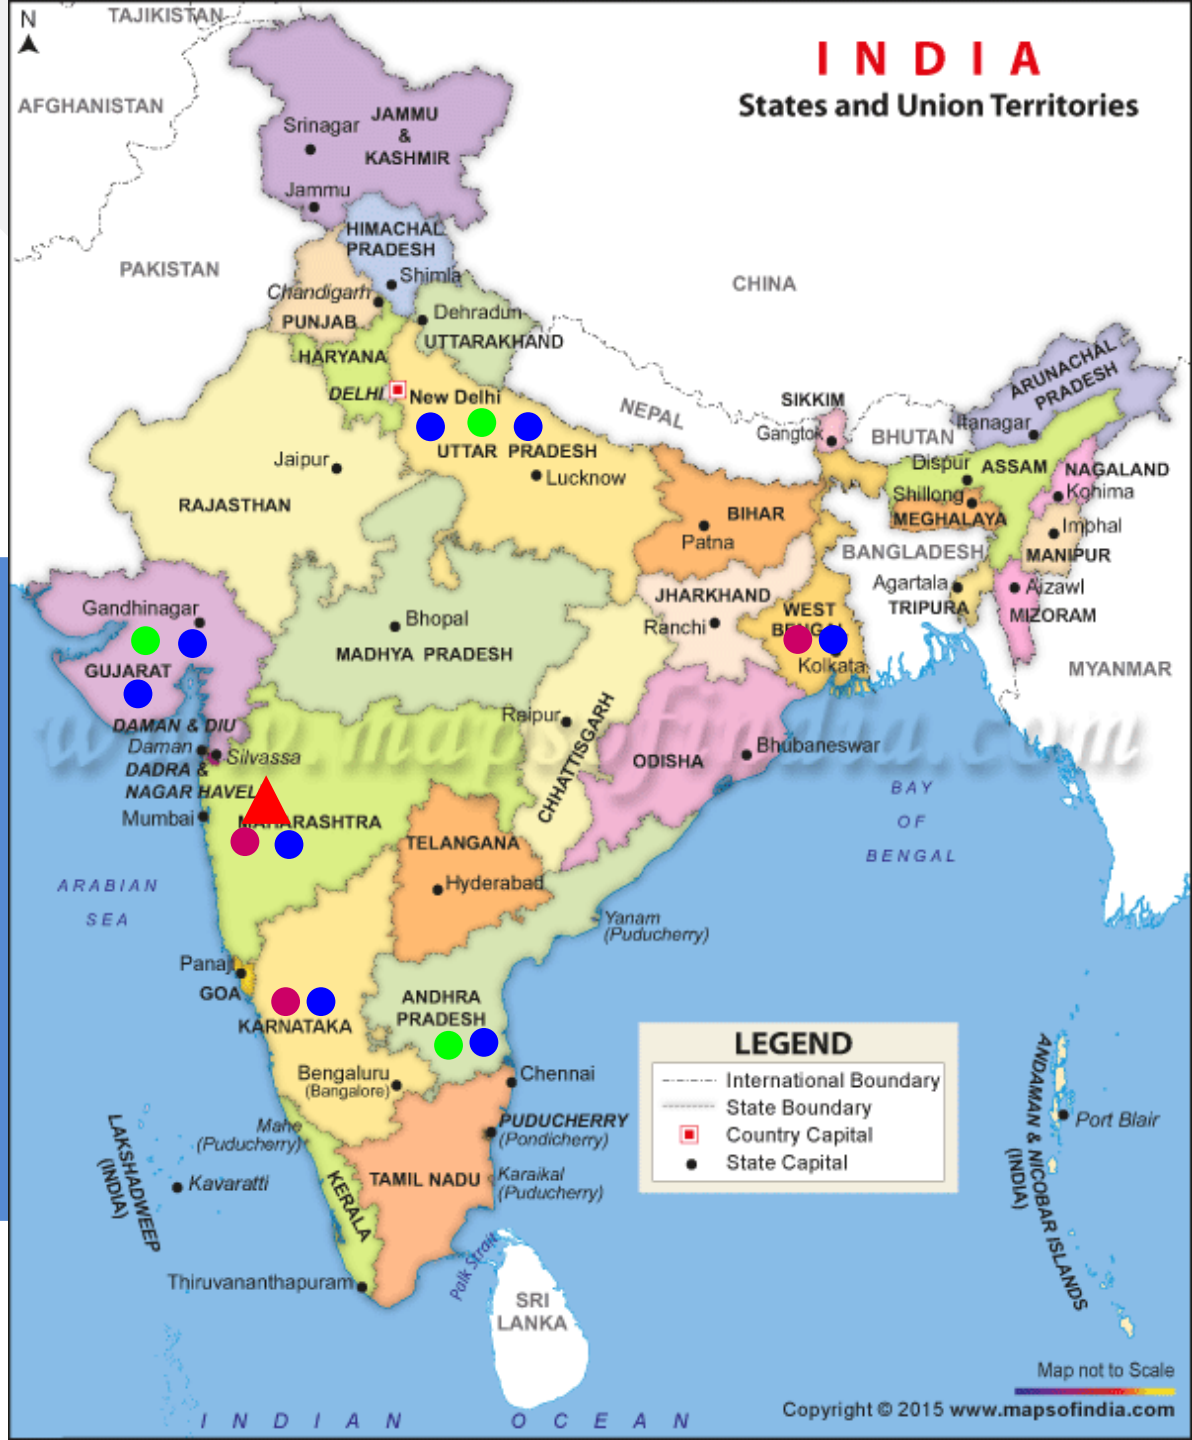 N
TAJIKISTAN
I N D I A
States and Union Territories
AFGHANISTAN
JAMMU
&
KASHMIR
Srinagar
Jammu
HIMACHAL
PRADESH
PAKISTAN
Shimla
CHINA
Chandigarh
PUNJAB
Dehradun
UTTARAKHAND
HARYANA
DELHI
New Delhi
ARUNACHAL
PRADESH
SIKKIM
NEPAL
Gangtok
BHUTAN
Itanagar
UTTAR PRADESH
Jaipur
Lucknow
Dispur
ASSAM
NAGALAND
Shillong
Kohima
RAJASTHAN
BIHAR
MEGHALAYA
Imphal
Patna
BANGLADESH
MANIPUR
Agartala
Aizawl
JHARKHAND
TRIPURA
MIZORAM
Gandhinagar
Bhopal
WEST
BENGAL
Ranchi
MADHYA PRADESH
Kolkata
GUJARAT
MYANMAR
www.mapsofindia.com
Raipur
DAMAN & DIU
Daman
Silvassa
CHHATTISGARH
ODISHA
Bhubaneswar
DADRA &
NAGAR HAVELI
BAY
OF
BENGAL
Mumbai
MAHARASHTRA
TELANGANA
Hyderabad
ARABIAN
SEA
Yanam
(Puducherry)
Panaji
GOA
ANDHRA
PRADESH
KARNATAKA
LEGEND
International Boundary
State Boundary
Country Capital
State Capital
Bengaluru
(Bangalore)
Chennai
ANDAMAN & NICOBAR ISLANDS
(INDIA)
Port Blair
Mahe
(Puducherry)
PUDUCHERRY
(Pondicherry)
LAKSHADWEEP
(INDIA)
Kavaratti
KERALA
TAMIL NADU
Karaikal
(Puducherry)
Palk Strait
Thiruvananthapuram
SRI
LANKA
Map not to Scale
Copyright © 2015 www.mapsofindia.com
I N D I A N O C E A N